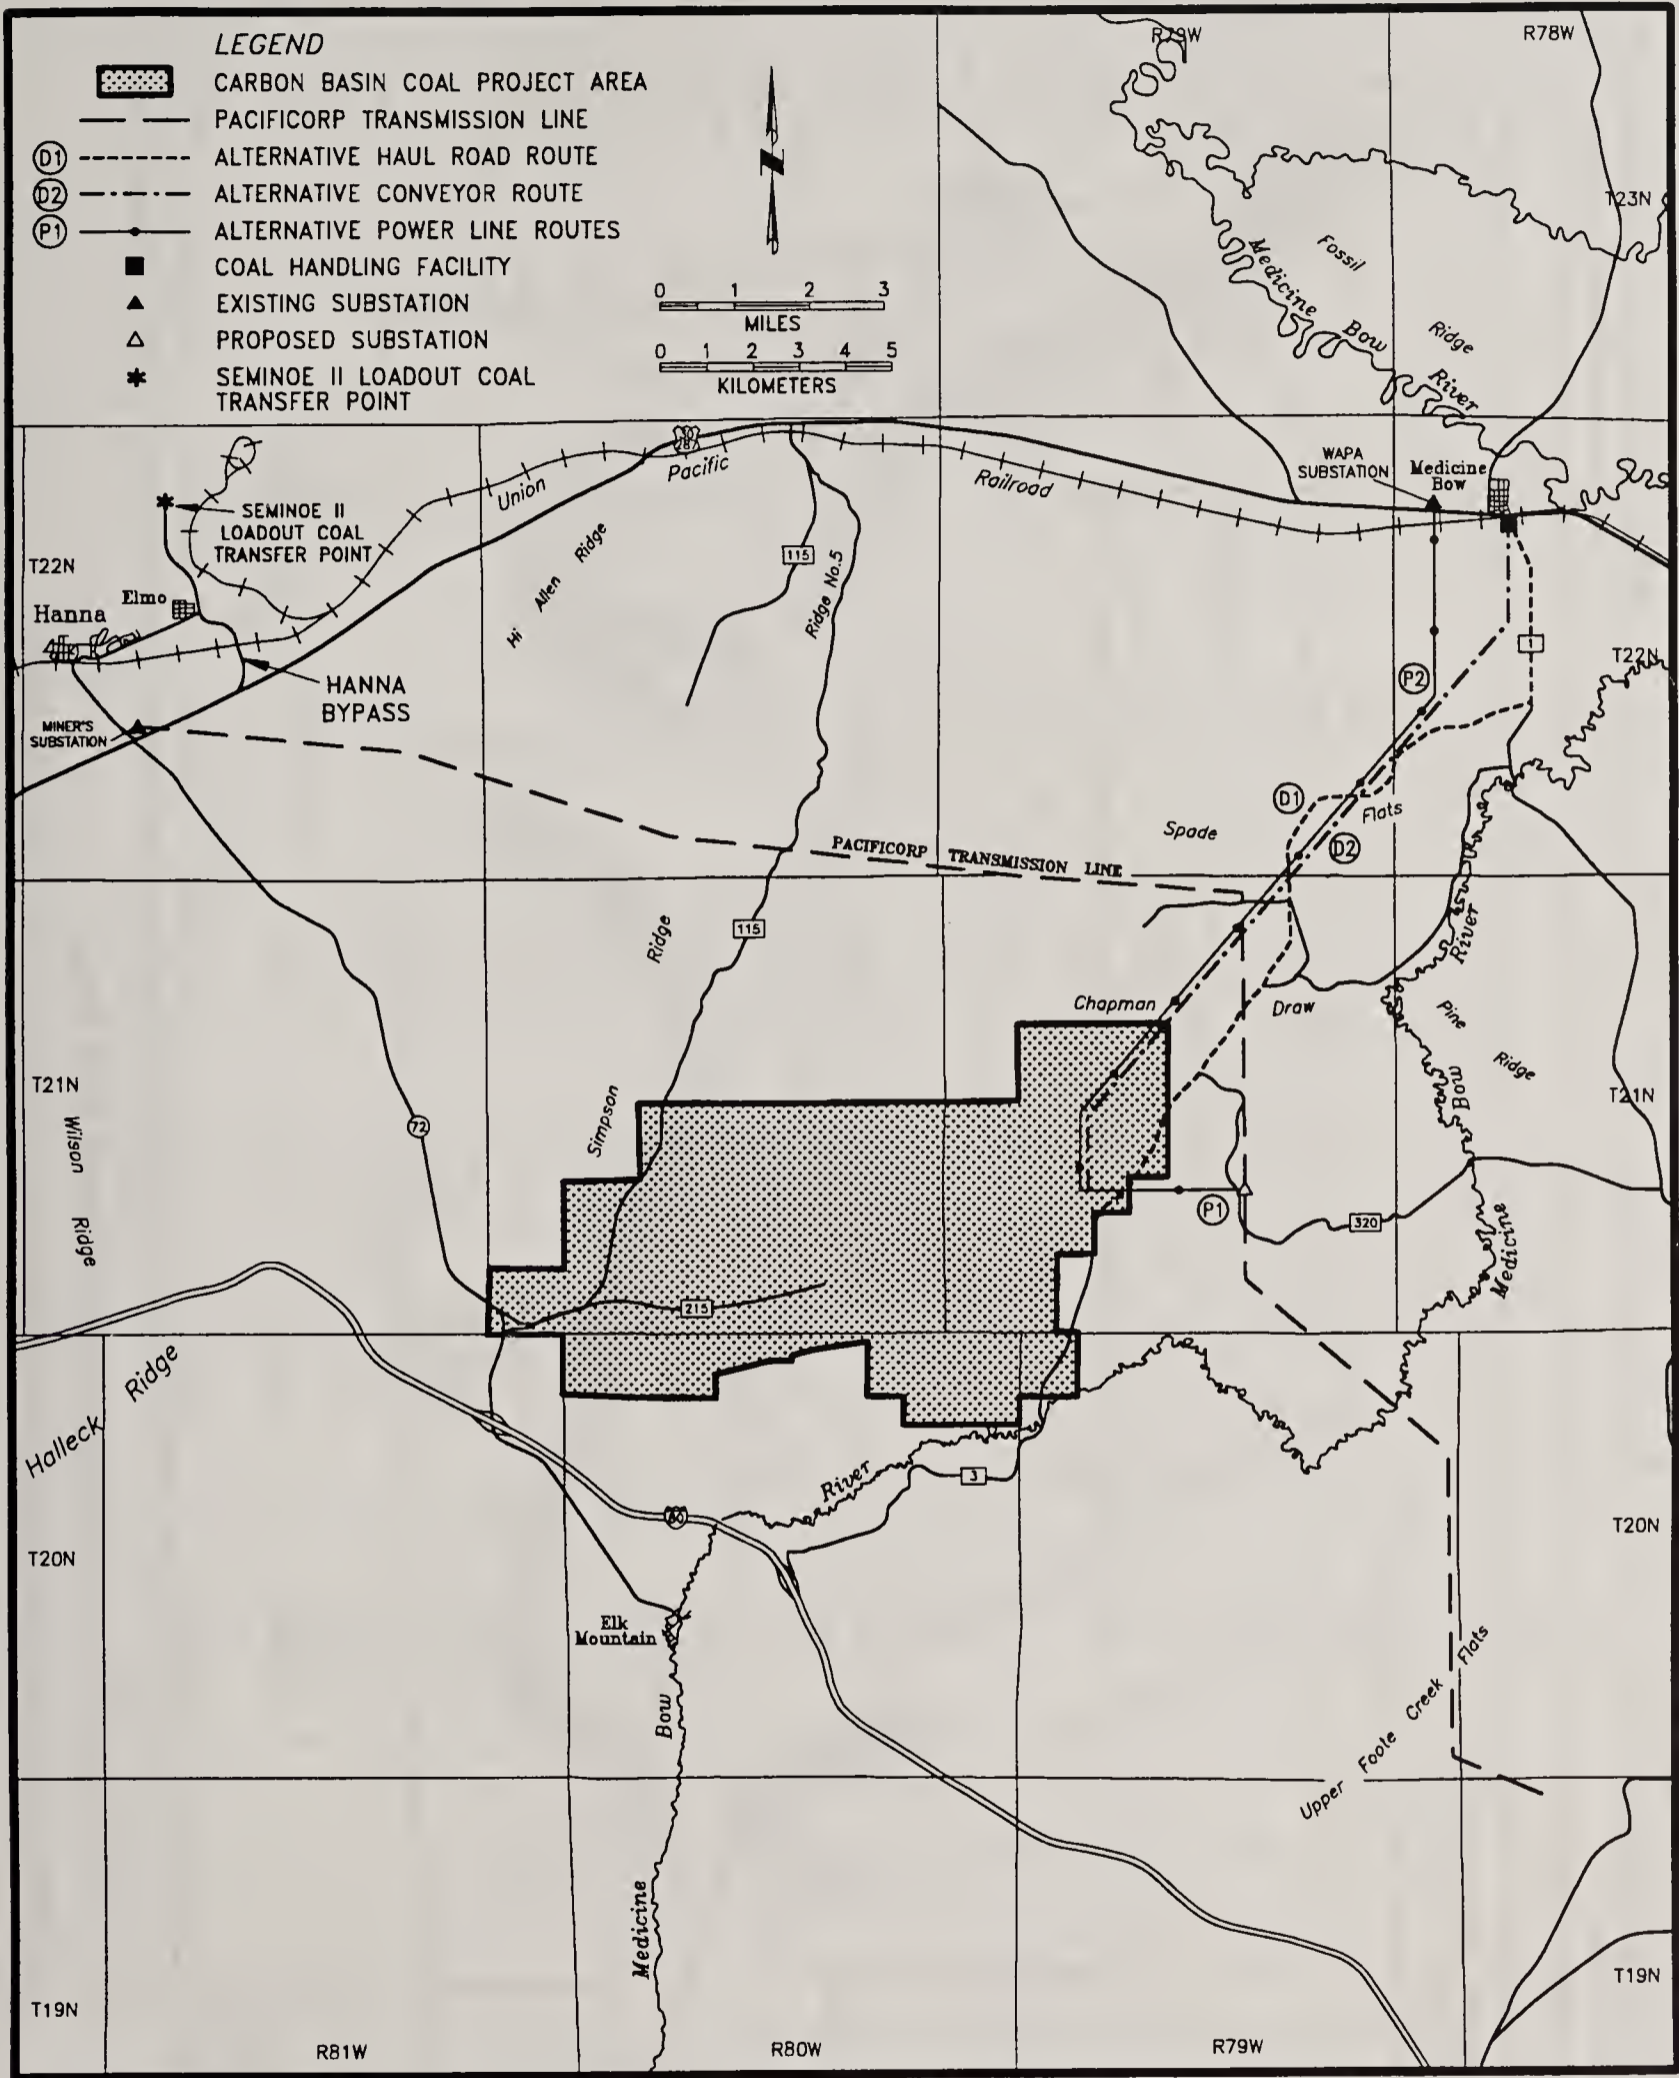 LEGEND
CARBON BASIN COAL PROJECT AREA
PACIFICORP TRANSMISSION LINE
D1 ALTERNATIVE HAUL ROAD ROUTE
D2 ALTERNATIVE CONVEYOR ROUTE
P1 ALTERNATIVE POWER LINE ROUTES
COAL HANDLING FACILITY
EXISTING SUBSTATION
PROPOSED SUBSTATION
SEMINOE II LOADOUT COAL
TRANSFER POINT
N
0 1 2 3
MILES
0 1 2 3 4 5
KILOMETERS
R79W
R78W
T23N
Fossil
Ridge
Medicine
Bow
River
30
287
Union
Pacific
Railroad
WAPA
SUBSTATION
Medicine
Bow
SEMINOE II
LOADOUT COAL
TRANSFER POINT
T22N
Elmo
Hanna
HANNA
BYPASS
MINER'S
SUBSTATION
Hi
Allen
Ridge
115
Ridge No.5
1
T22N
P2
D1
Flats
D2
Spade
PACIFICORP TRANSMISSION LINE
115
Ridge
Simpson
River
Chapman
Draw
Pine
Ridge
Bow
T21N
T21N
Wilson
Ridge
72
P1
320
Medicine
215
Halleck
Ridge
River
3
80
T20N
T20N
Elk
Mountain
Bow
Medicine
Upper
Foote
Creek
Flats
T19N
T19N
R81W
R80W
R79W